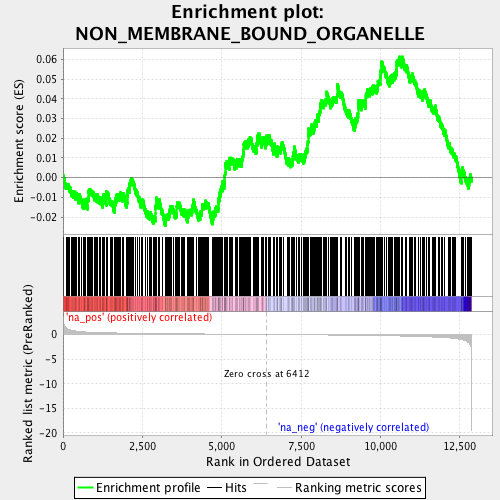 Enrichment plot:
NON_MEMBRANE_BOUND_ORGANELLE
Enrichment score (ES)
0.06
0.05
0.04
0.03
0.02
0.01
0.00
-0.01
-0.02
'na_pos' (positively correlated)
Ranked list metric (PreRanked)
0
-5
-10
-15
-20
Zero cross at 6412
'na_neg' (negatively correlated)
0
2,500
5,000
7,500
10,000
12,500
Rank in Ordered Dataset
Enrichment profile
Hits
Ranking metric scores